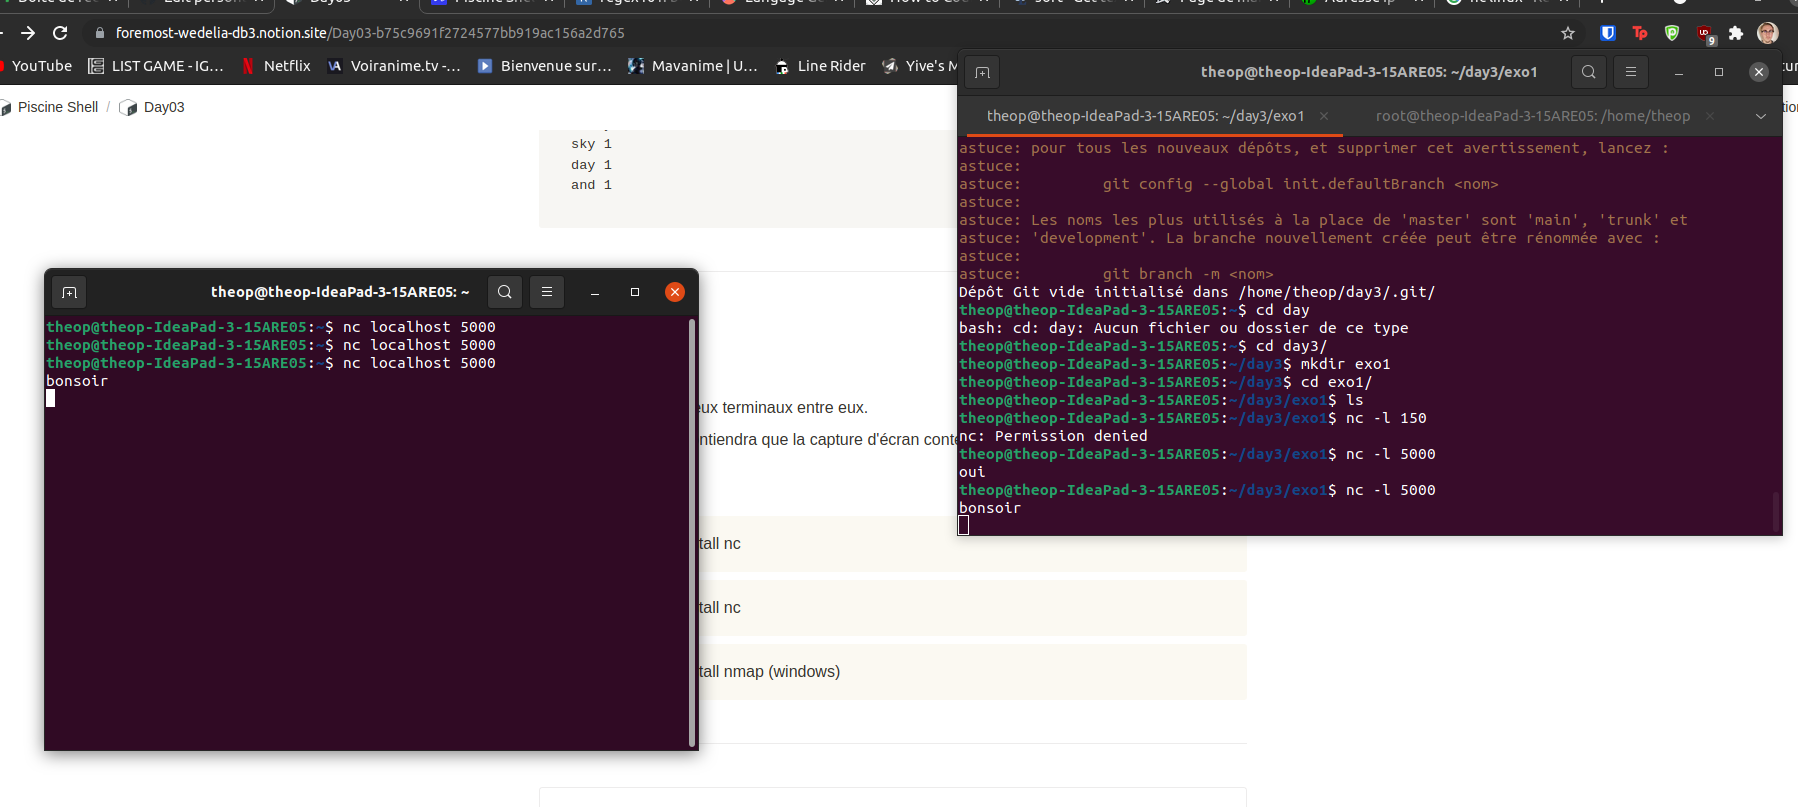 Day03
foremost-wedelia-db3.notion.site/Day03-b75c9691f2724577bb919ac156a2d765
9
YouTube
LIST GAME - IG…
Netflix
Voiranime.tv -…
Bienvenue sur…
Mavanime | U…
Line Rider
Yive's M
Piscine Shell / Day03
sky 1
day 1
and 1
eux terminaux entre eux.
ntiendra que la capture d'écran conte
tall nc
tall nc
tall nmap (windows)
theop@theop-IdeaPad-3-15ARE05: ~
theop@theop-IdeaPad-3-15ARE05:~$ nc localhost 5000
theop@theop-IdeaPad-3-15ARE05:~$ nc localhost 5000
theop@theop-IdeaPad-3-15ARE05:~$ nc localhost 5000
bonsoir
theop@theop-IdeaPad-3-15ARE05: ~/day3/exo1
theop@theop-IdeaPad-3-15ARE05: ~/day3/exo1
root@theop-IdeaPad-3-15ARE05: /home/theop
astuce: pour tous les nouveaux dépôts, et supprimer cet avertissement, lancez :
astuce:
astuce: git config --global init.defaultBranch <nom>
astuce:
astuce: Les noms les plus utilisés à la place de 'master' sont 'main', 'trunk' et
astuce: 'development'. La branche nouvellement créée peut être rénommée avec :
astuce:
astuce: git branch -m <nom>
Dépôt Git vide initialisé dans /home/theop/day3/.git/
theop@theop-IdeaPad-3-15ARE05:~$ cd day
bash: cd: day: Aucun fichier ou dossier de ce type
theop@theop-IdeaPad-3-15ARE05:~$ cd day3/
theop@theop-IdeaPad-3-15ARE05:~/day3$ mkdir exo1
theop@theop-IdeaPad-3-15ARE05:~/day3$ cd exo1/
theop@theop-IdeaPad-3-15ARE05:~/day3/exo1$ ls
theop@theop-IdeaPad-3-15ARE05:~/day3/exo1$ nc -l 150
nc: Permission denied
theop@theop-IdeaPad-3-15ARE05:~/day3/exo1$ nc -l 5000
oui
theop@theop-IdeaPad-3-15ARE05:~/day3/exo1$ nc -l 5000
bonsoir